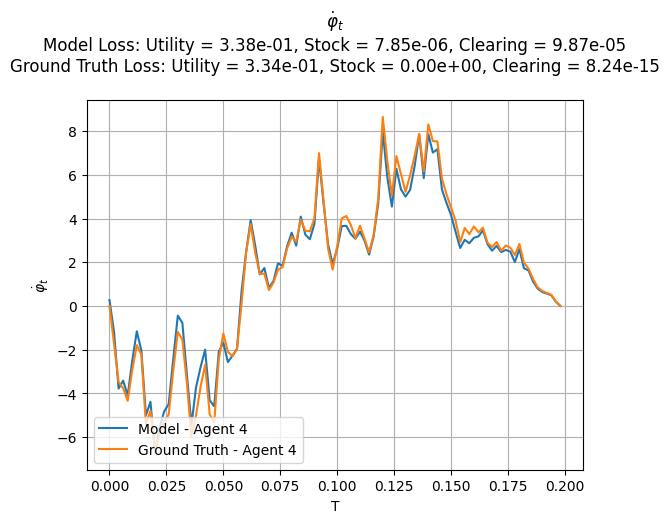 φ̇ₜ
Model Loss: Utility = 3.38e-01, Stock = 7.85e-06, Clearing = 9.87e-05
Ground Truth Loss: Utility = 3.34e-01, Stock = 0.00e+00, Clearing = 8.24e-15
8
6
4
2
0
−2
−4
−6
φ̇ₜ
Model - Agent 4
Ground Truth - Agent 4
0.000 0.025 0.050 0.075 0.100 0.125 0.150 0.175 0.200
T